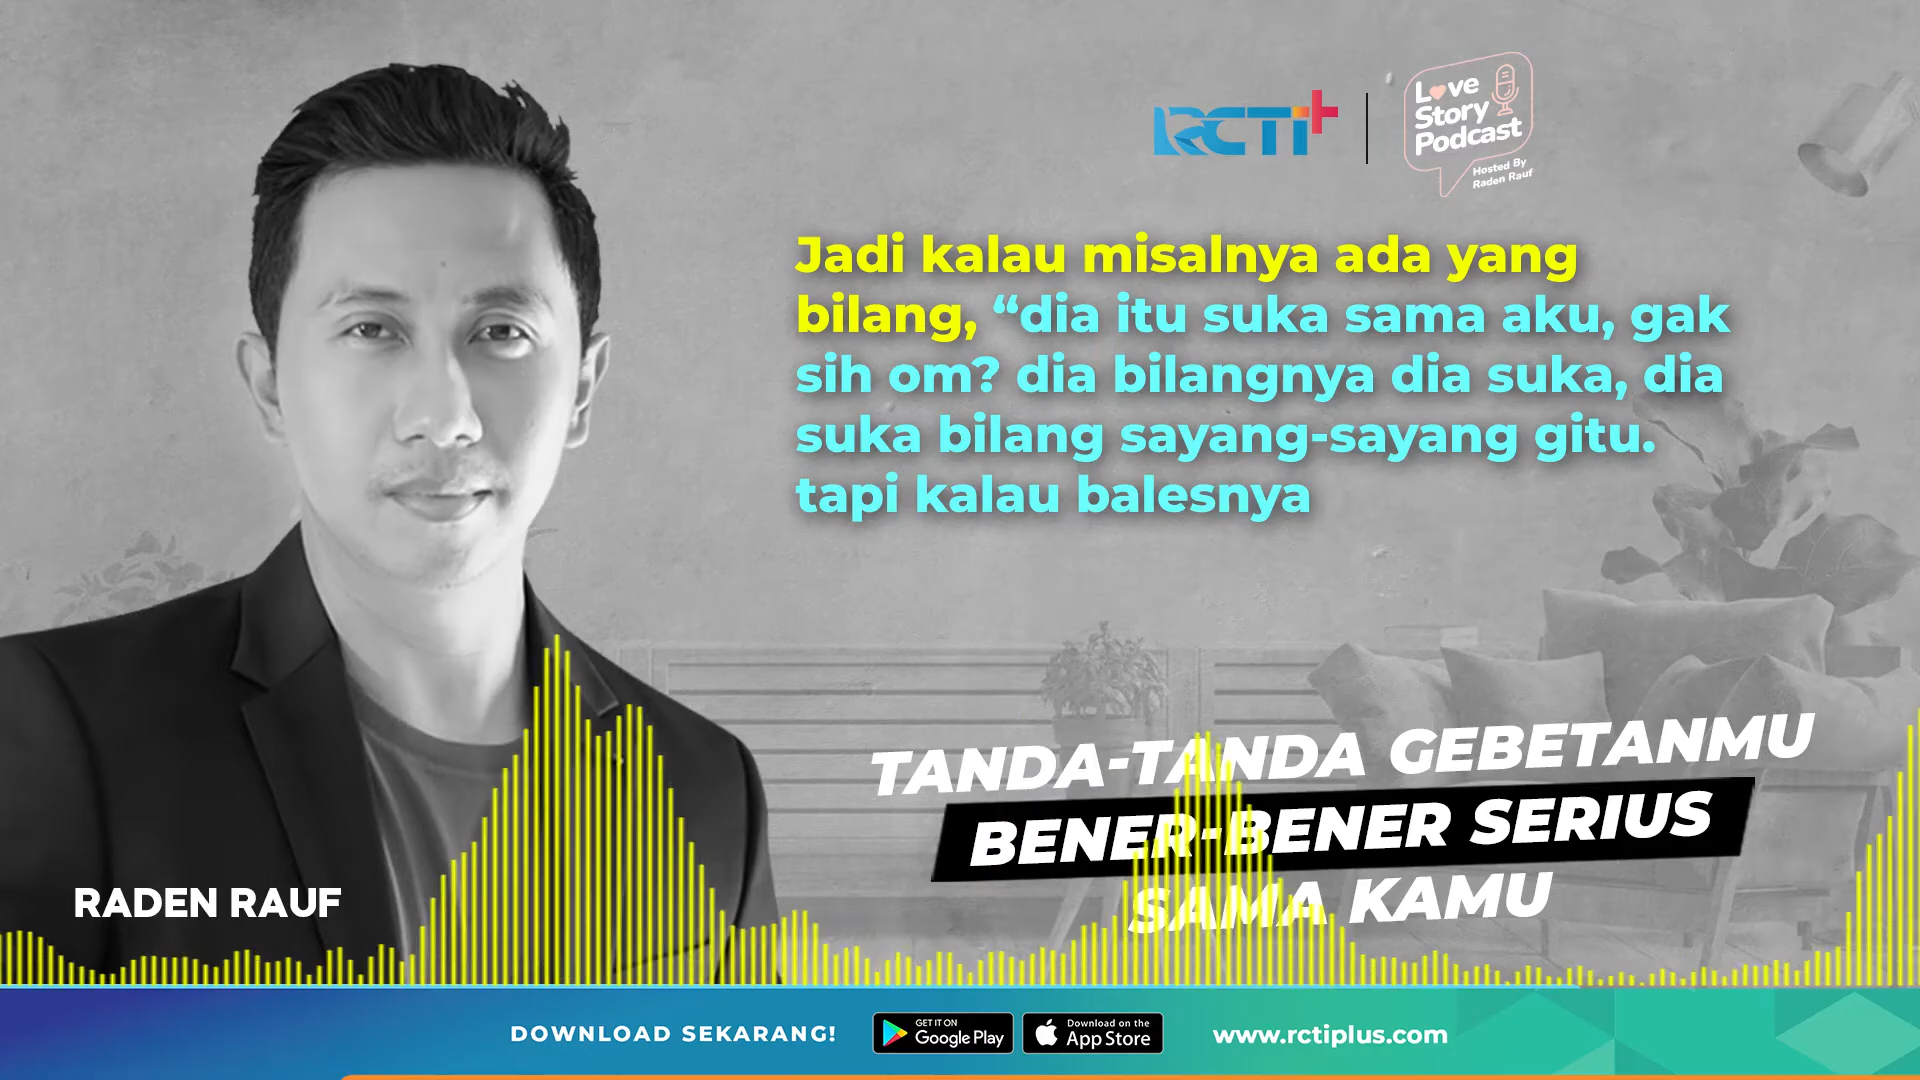 RCTI+
Love
Story
Podcast
Hosted By
Raden Rauf
Jadi kalau misalnya ada yang
bilang, “dia itu suka sama aku, gak
sih om? dia bilangnya dia suka, dia
suka bilang sayang-sayang gitu.
tapi kalau balesnya
TANDA-TANDA GEBETANMU
BENER-BENER SERIUS
SAMA KAMU
RADEN RAUF
DOWNLOAD SEKARANG!
GET IT ON
Google Play
Download on the
App Store
www.rctiplus.com